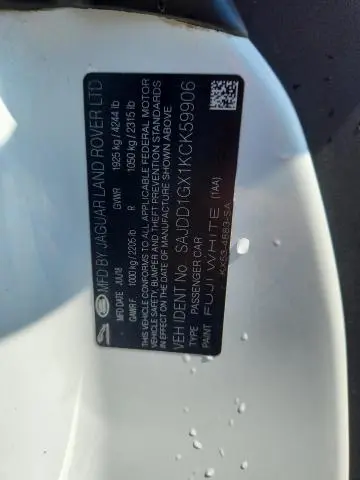 MFD BY JAGUAR LAND ROVER LTD
MFD DATE JUL/18 GVWR 1925 kg / 4244 lb
GAWR F 1000 kg / 2205 lb R 1050 kg / 2315 lb
THIS VEHICLE CONFORMS TO ALL APPLICABLE FEDERAL MOTOR
VEHICLE SAFETY, BUMPER AND THEFT PREVENTION STANDARDS
IN EFFECT ON THE DATE OF MANUFACTURE SHOWN ABOVE
VEH IDENT No. SAJDD1GX1KCK59906
TYPE PASSENGER CAR
PAINT FUJI WHITE (1AA)